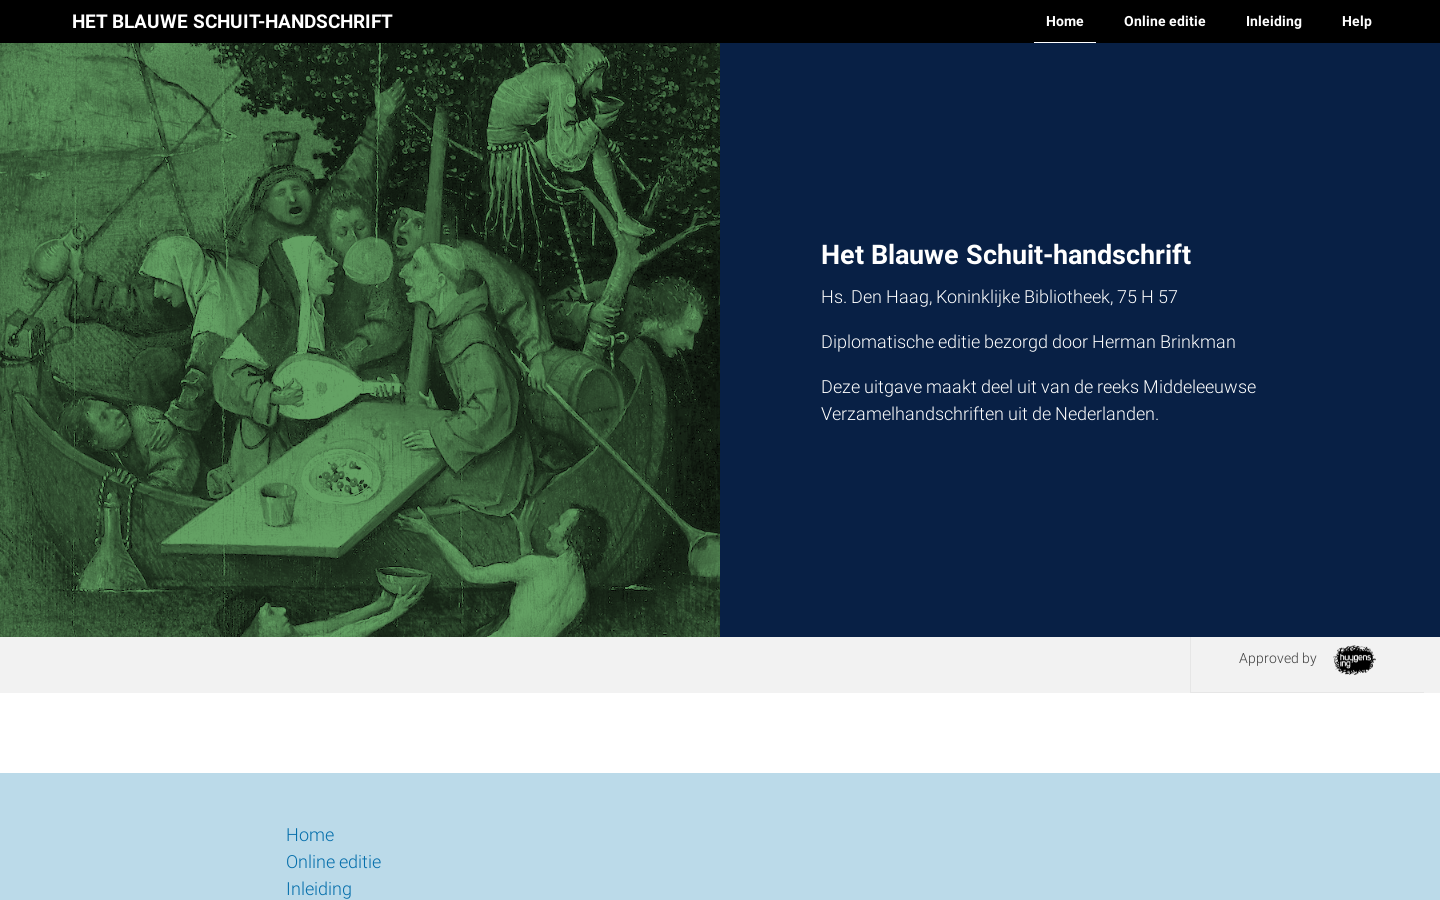 HET BLAUWE SCHUIT-HANDSCHRIFT
Home Online editie Inleiding Help
Het Blauwe Schuit-handschrift
Hs. Den Haag, Koninklijke Bibliotheek, 75 H 57
Diplomatische editie bezorgd door Herman Brinkman
Deze uitgave maakt deel uit van de reeks Middeleeuwse
Verzamelhandschriften uit de Nederlanden.
Approved by
huygens
ing
Home
Online editie
Inleiding